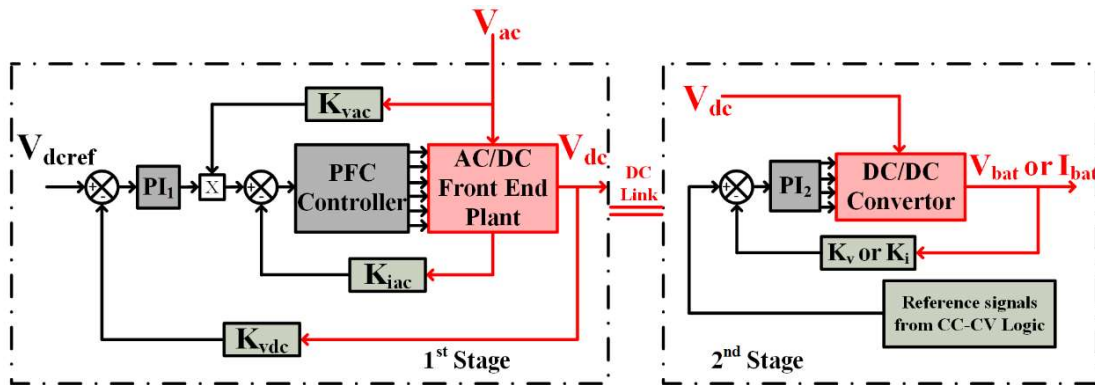 Vac
Kvac
Vdcref
+
-
PI1
X
+
-
PFC
Controller
AC/DC
Front End
Plant
Vdc
Kiac
Kvdc
1st Stage
DC
Link
Vdc
+
-
PI2
DC/DC
Convertor
Vbat or Ibat
Kv or Ki
Reference signals
from CC-CV Logic
2nd Stage